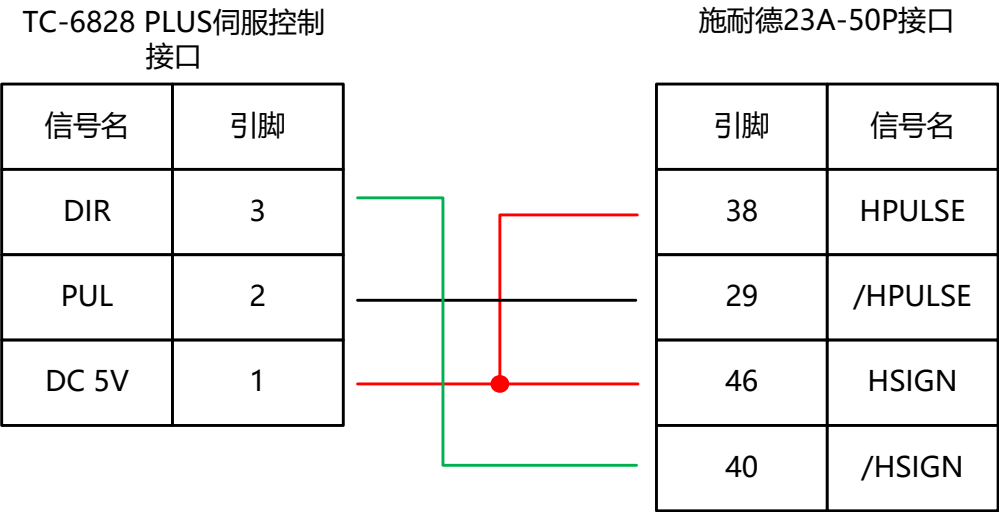 TC-6828 PLUS伺服控制
接口
施耐德23A-50P接口
信号名 引脚
DIR 3
PUL 2
DC 5V 1
引脚 信号名
38 HPULSE
29 /HPULSE
46 HSIGN
40 /HSIGN